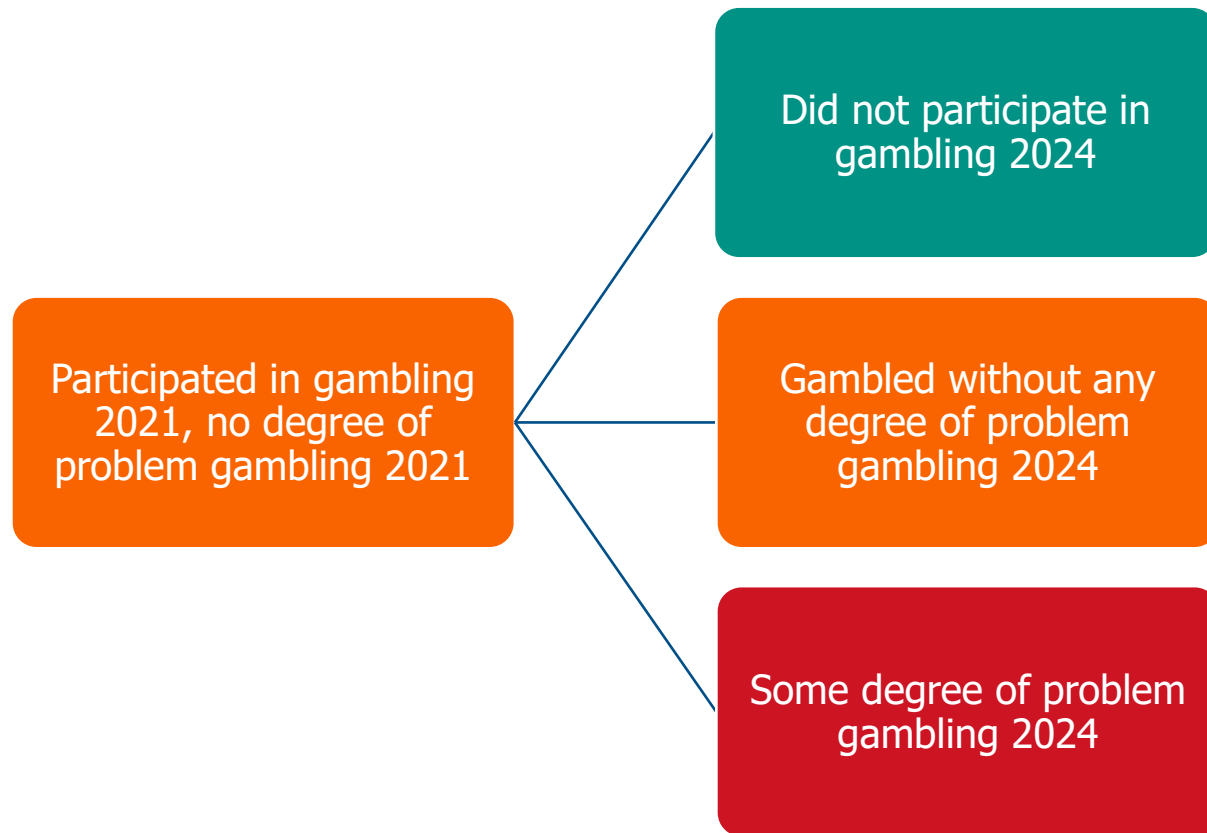 Did not participate in
gambling 2024
Participated in gambling
2021, no degree of
problem gambling 2021
Gambled without any
degree of problem
gambling 2024
Some degree of problem
gambling 2024